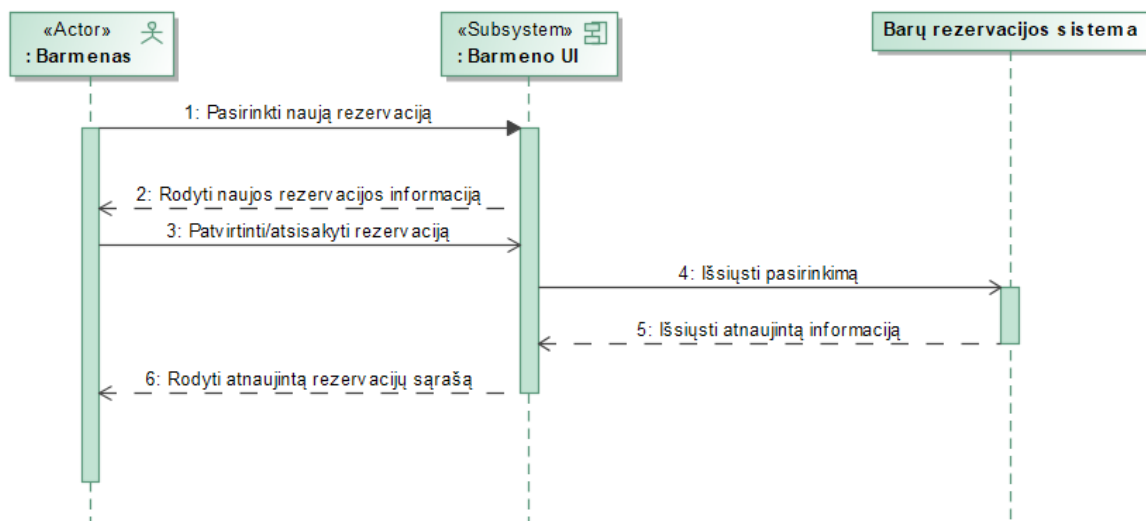 «Actor»
: Barmenas
«Subsystem»
: Barmeno UI
Barų rezervacijos sistema
1: Pasirinkti naują rezervaciją
2: Rodyti naujos rezervacijos informaciją
3: Patvirtinti/atsisakyti rezervaciją
4: Išsiųsti pasirinkimą
5: Išsiųsti atnaujintą informaciją
6: Rodyti atnaujintą rezervacijų sąrašą